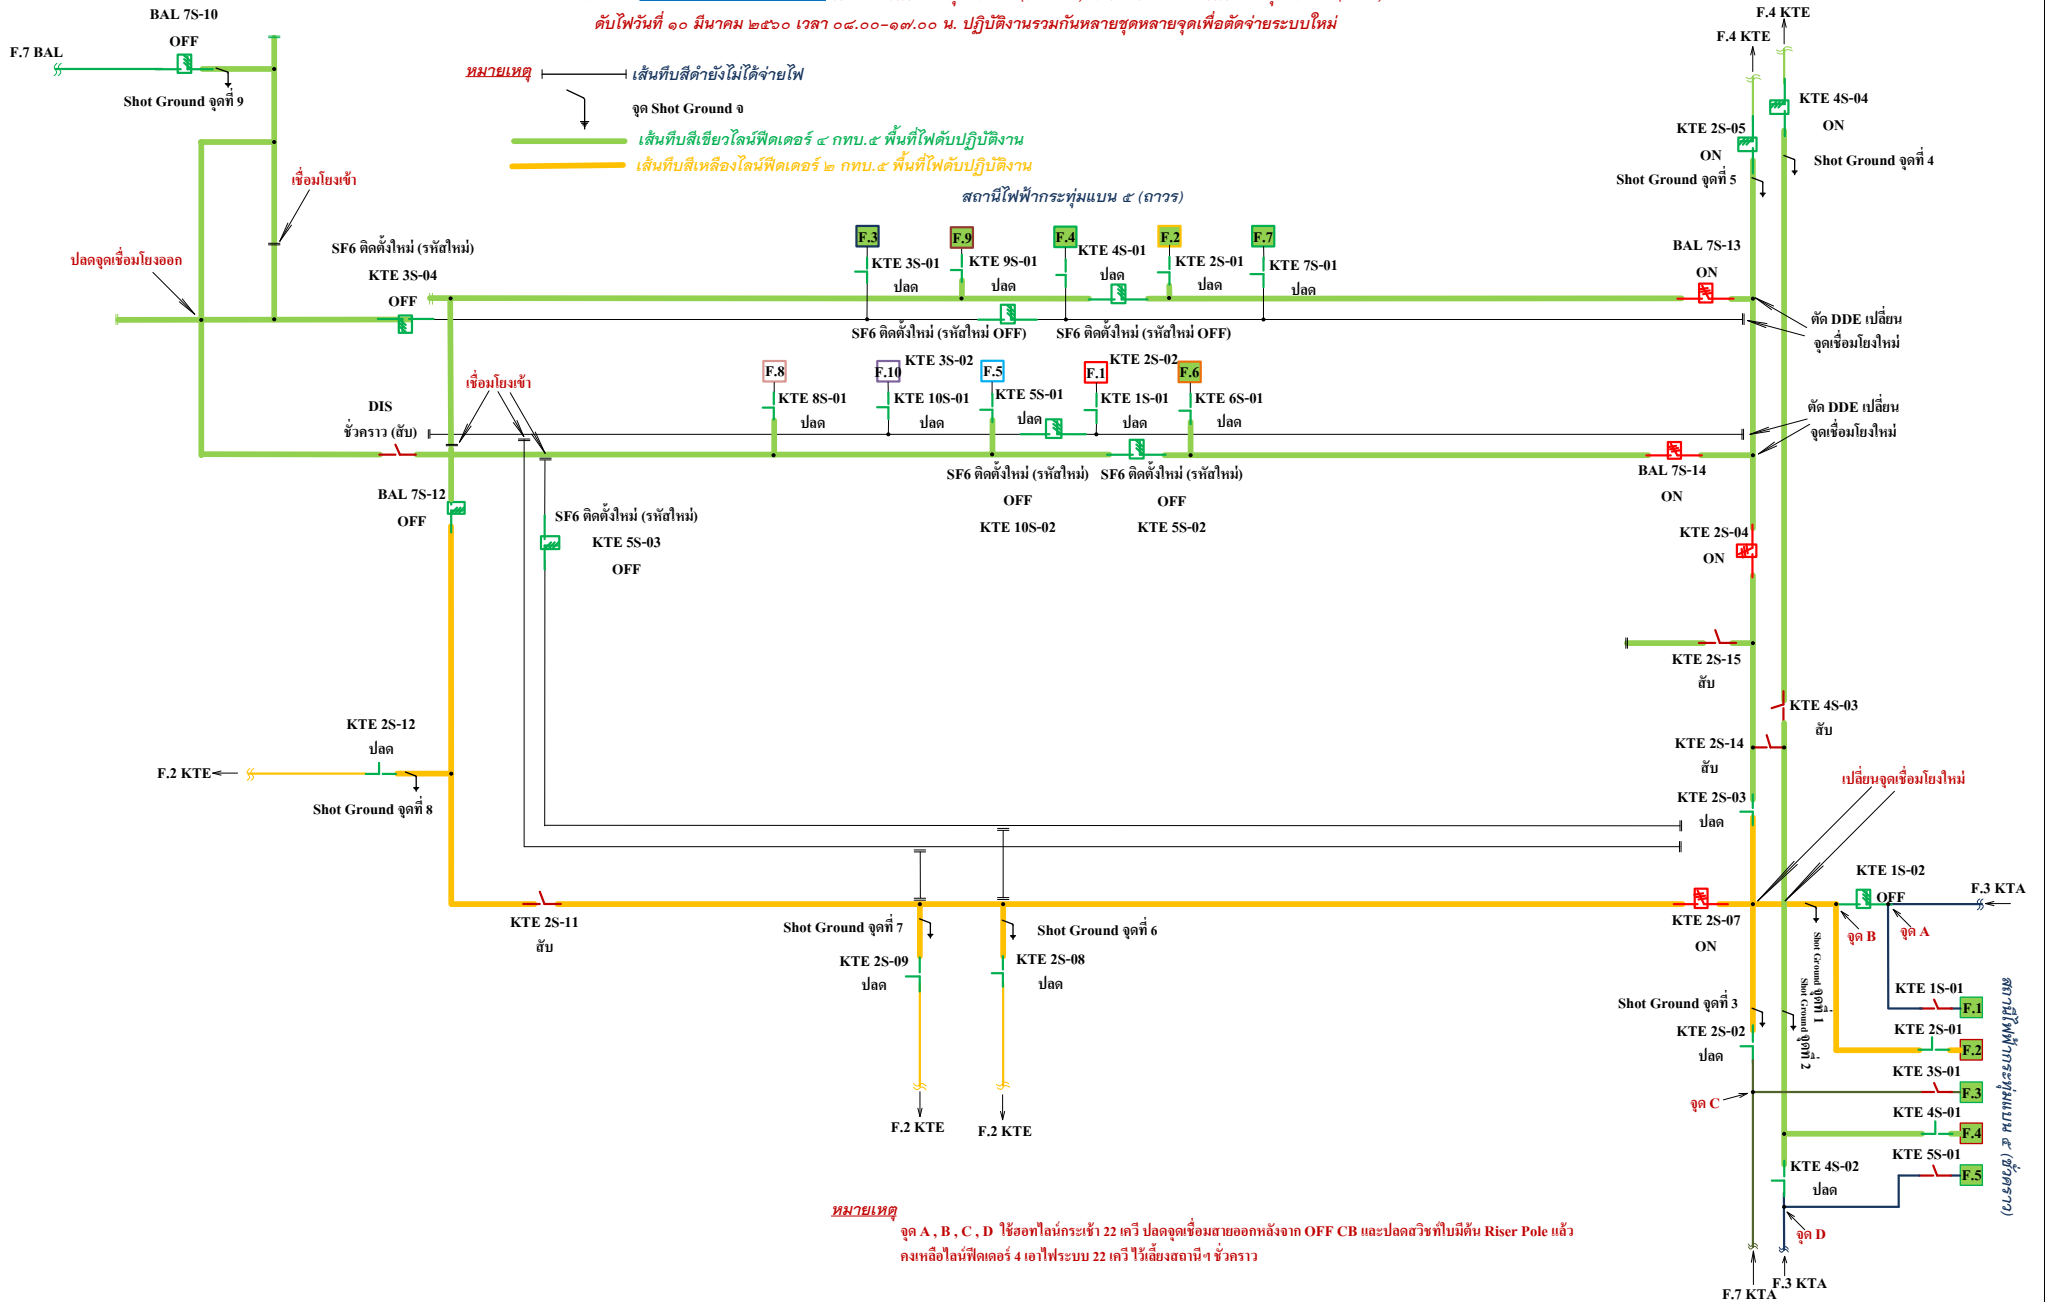 BAL 7S-10
OFF
F.7 BAL
Shot Ground จุดที่ 9
ดับไฟวันที่ ๑๐ มีนาคม ๒๕๖๐ เวลา ๐๘.๐๐-๑๗.๐๐ น. ปฏิบัติงานรวมกันหลายชุดหลายจุดเพื่อตัดจ่ายระบบใหม่
หมายเหตุ
เส้นทึบสีดำยังไม่ได้จ่ายไฟ
จุด Shot Ground จ
เส้นทึบสีเขียวไลน์ฟีดเดอร์ ๔ กทบ.๕ พื้นที่ไฟดับปฏิบัติงาน
เส้นทึบสีเหลืองไลน์ฟีดเดอร์ ๒ กทบ.๕ พื้นที่ไฟดับปฏิบัติงาน
สถานีไฟฟ้ากระทุ่มแบน ๕ (ถาวร)
F.4 KTE
F.4 KTE
KTE 4S-04
ON
KTE 2S-05
ON
Shot Ground จุดที่ 4
Shot Ground จุดที่ 5
เชื่อมโยงเข้า
ปลดจุดเชื่อมโยงออก
SF6 ติดตั้งใหม่ (รหัสใหม่)
KTE 3S-04
OFF
F.3
F.9
F.4
F.2
F.7
KTE 3S-01
ปลด
KTE 9S-01
ปลด
KTE 4S-01
ปลด
KTE 2S-01
ปลด
KTE 7S-01
ปลด
BAL 7S-13
ON
SF6 ติดตั้งใหม่ (รหัสใหม่ OFF)
KTE 3S-02
SF6 ติดตั้งใหม่ (รหัสใหม่ OFF)
KTE 2S-02
ตัด DDE เปลี่ยน
จุดเชื่อมโยงใหม่
เชื่อมโยงเข้า
DIS
ชั่วคราว (สับ)
F.8
F.10
F.5
F.1
F.6
KTE 8S-01
ปลด
KTE 10S-01
ปลด
KTE 5S-01
ปลด
KTE 1S-01
ปลด
KTE 6S-01
ปลด
ตัด DDE เปลี่ยน
จุดเชื่อมโยงใหม่
BAL 7S-14
ON
SF6 ติดตั้งใหม่ (รหัสใหม่)
OFF
KTE 10S-02
SF6 ติดตั้งใหม่ (รหัสใหม่)
OFF
KTE 5S-02
BAL 7S-12
OFF
SF6 ติดตั้งใหม่ (รหัสใหม่)
KTE 5S-03
OFF
KTE 2S-04
ON
KTE 2S-15
สับ
KTE 4S-03
สับ
KTE 2S-14
สับ
KTE 2S-03
ปลด
เปลี่ยนจุดเชื่อมโยงใหม่
KTE 2S-12
ปลด
F.2 KTE
Shot Ground จุดที่ 8
KTE 2S-11
สับ
Shot Ground จุดที่ 7
KTE 2S-09
ปลด
Shot Ground จุดที่ 6
KTE 2S-08
ปลด
KTE 2S-07
ON
KTE 1S-02
OFF
F.3 KTA
จุด B
จุด A
Shot Ground จุดที่ 1
Shot Ground จุดที่ 2
Shot Ground จุดที่ 3
KTE 2S-02
ปลด
จุด C
KTE 1S-01
F.1
KTE 2S-01
F.2
KTE 3S-01
F.3
KTE 4S-01
F.4
KTE 5S-01
F.5
สถานีไฟฟ้ากระทุ่มแบน ๕ (ชั่วคราว)
KTE 4S-02
ปลด
จุด D
F.2 KTE
F.2 KTE
F.7 KTA
F.3 KTA
หมายเหตุ
จุด A , B , C , D ใช้ฮอทไลน์กระเช้า 22 เควี ปลดจุดเชื่อมสายออกหลังจาก OFF CB และปลดสวิชท์ใบมีต้น Riser Pole แล้ว
คงเหลือไลน์ฟีดเดอร์ 4 เอาไฟระบบ 22 เควี ไว้เลี้ยงสถานีฯ ชั่วคราว